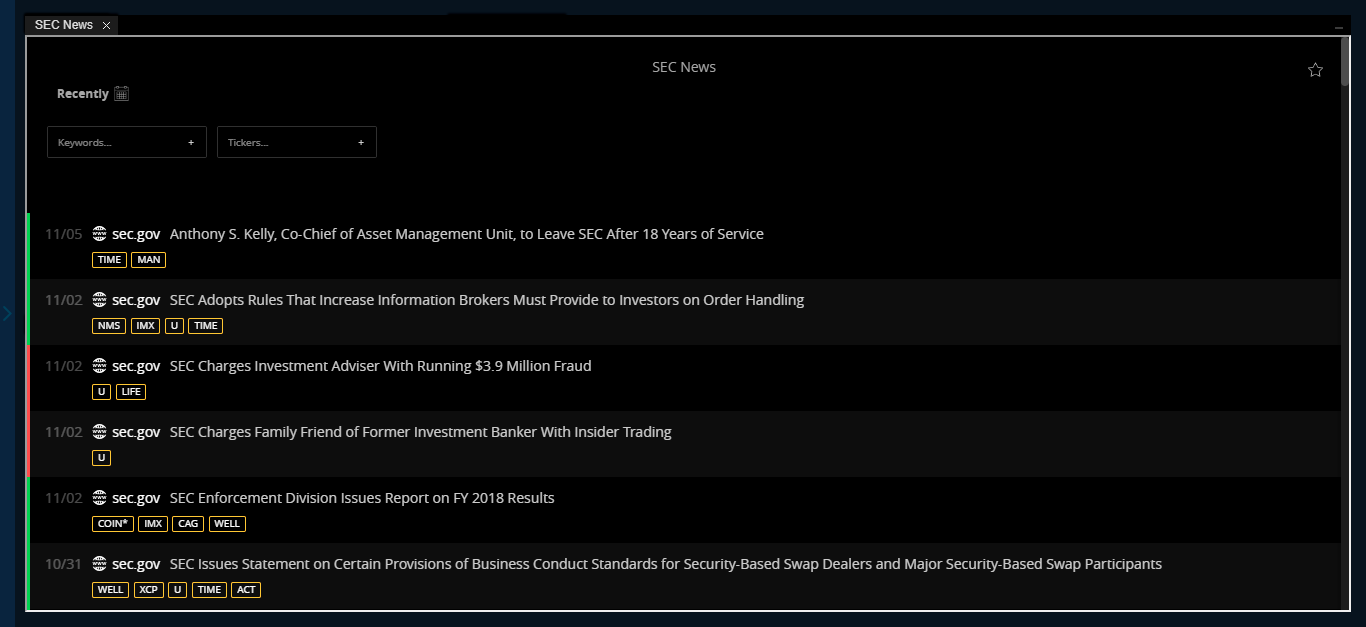 SEC News
SEC News
Recently
Keywords... +
Tickers... +
11/05 www sec.gov Anthony S. Kelly, Co-Chief of Asset Management Unit, to Leave SEC After 18 Years of Service
TIME MAN
11/02 www sec.gov SEC Adopts Rules That Increase Information Brokers Must Provide to Investors on Order Handling
NMS IMX U TIME
11/02 www sec.gov SEC Charges Investment Adviser With Running $3.9 Million Fraud
U LIFE
11/02 www sec.gov SEC Charges Family Friend of Former Investment Banker With Insider Trading
U
11/02 www sec.gov SEC Enforcement Division Issues Report on FY 2018 Results
COIN* IMX CAG WELL
10/31 www sec.gov SEC Issues Statement on Certain Provisions of Business Conduct Standards for Security-Based Swap Dealers and Major Security-Based Swap Participants
WELL XCP U TIME ACT